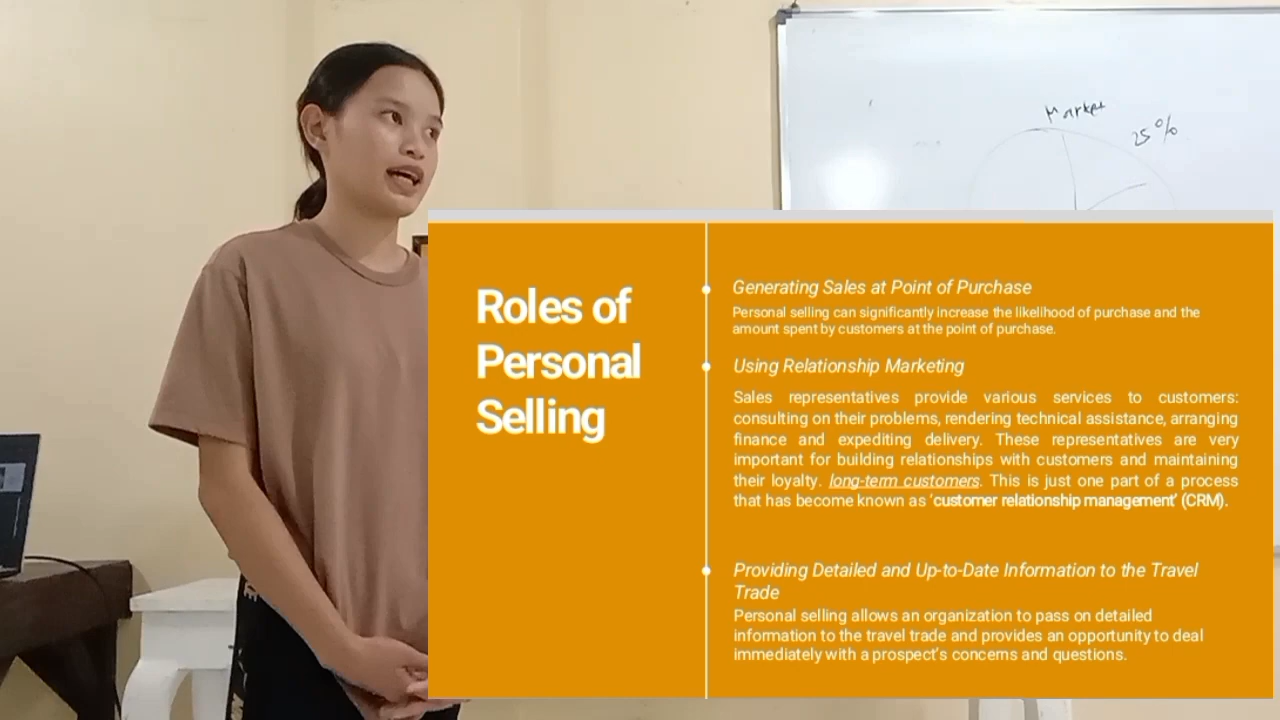 Market
25%
Roles of
Personal
Selling
Generating Sales at Point of Purchase
Personal selling can significantly increase the likelihood of purchase and the
amount spent by customers at the point of purchase.
Using Relationship Marketing
Sales representatives provide various services to customers:
consulting on their problems, rendering technical assistance, arranging
finance and expediting delivery. These representatives are very
important for building relationships with customers and maintaining
their loyalty. long-term customers. This is just one part of a process
that has become known as ‘customer relationship management’ (CRM).
Providing Detailed and Up-to-Date Information to the Travel
Trade
Personal selling allows an organization to pass on detailed
information to the travel trade and provides an opportunity to deal
immediately with a prospect's concerns and questions.